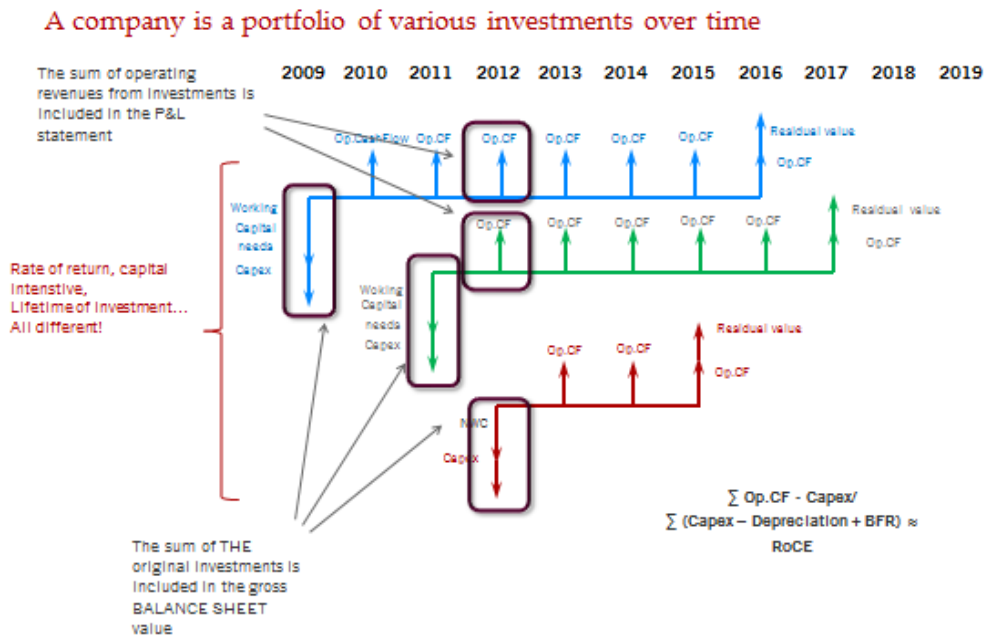 A company is a portfolio of various investments over time
The sum of operating
revenues from investments is
included in the P&L
statement
2009 2010 2011 2012 2013 2014 2015 2016 2017 2018 2019
Op.CashFlow Op.CF Op.CF Op.CF Op.CF Op.CF
Residual value
Op.CF
Working
Capital
needs
Capex
Op.CF Op.CF Op.CF Op.CF Op.CF
Residual value
Op.CF
Rate of return, capital
intenstive,
Lifetime of investment...
All different!
Woking
Capital
needs
Capex
Residual value
Op.CF Op.CF
Op.CF
NWC
Capex
∑ Op.CF - Capex/
∑ (Capex – Depreciation + BFR) ≈
RoCE
The sum of THE
original investments is
included in the gross
BALANCE SHEET
value